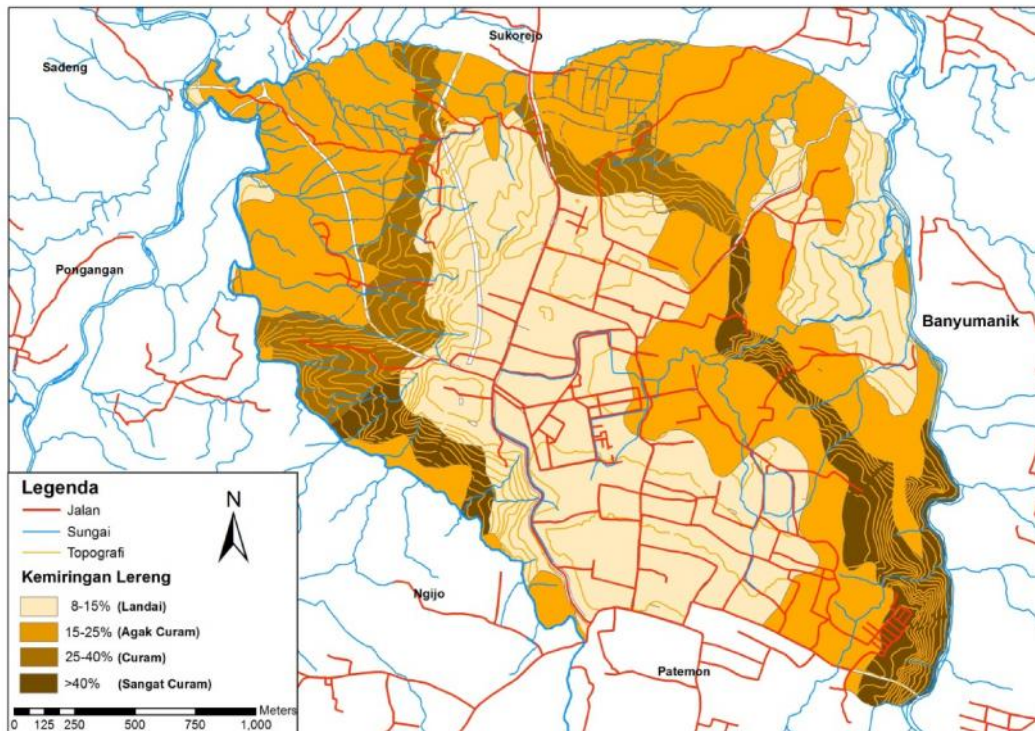 Sukorejo
Sadeng
Pongangan
Banyumanik
Ngijo
Patemon
Legenda
Jalan
Sungai
Topografi
N
Kemiringan Lereng
8-15% (Landai)
15-25% (Agak Curam)
25-40% (Curam)
>40% (Sangat Curam)
Meters
0 125 250 500 750 1,000